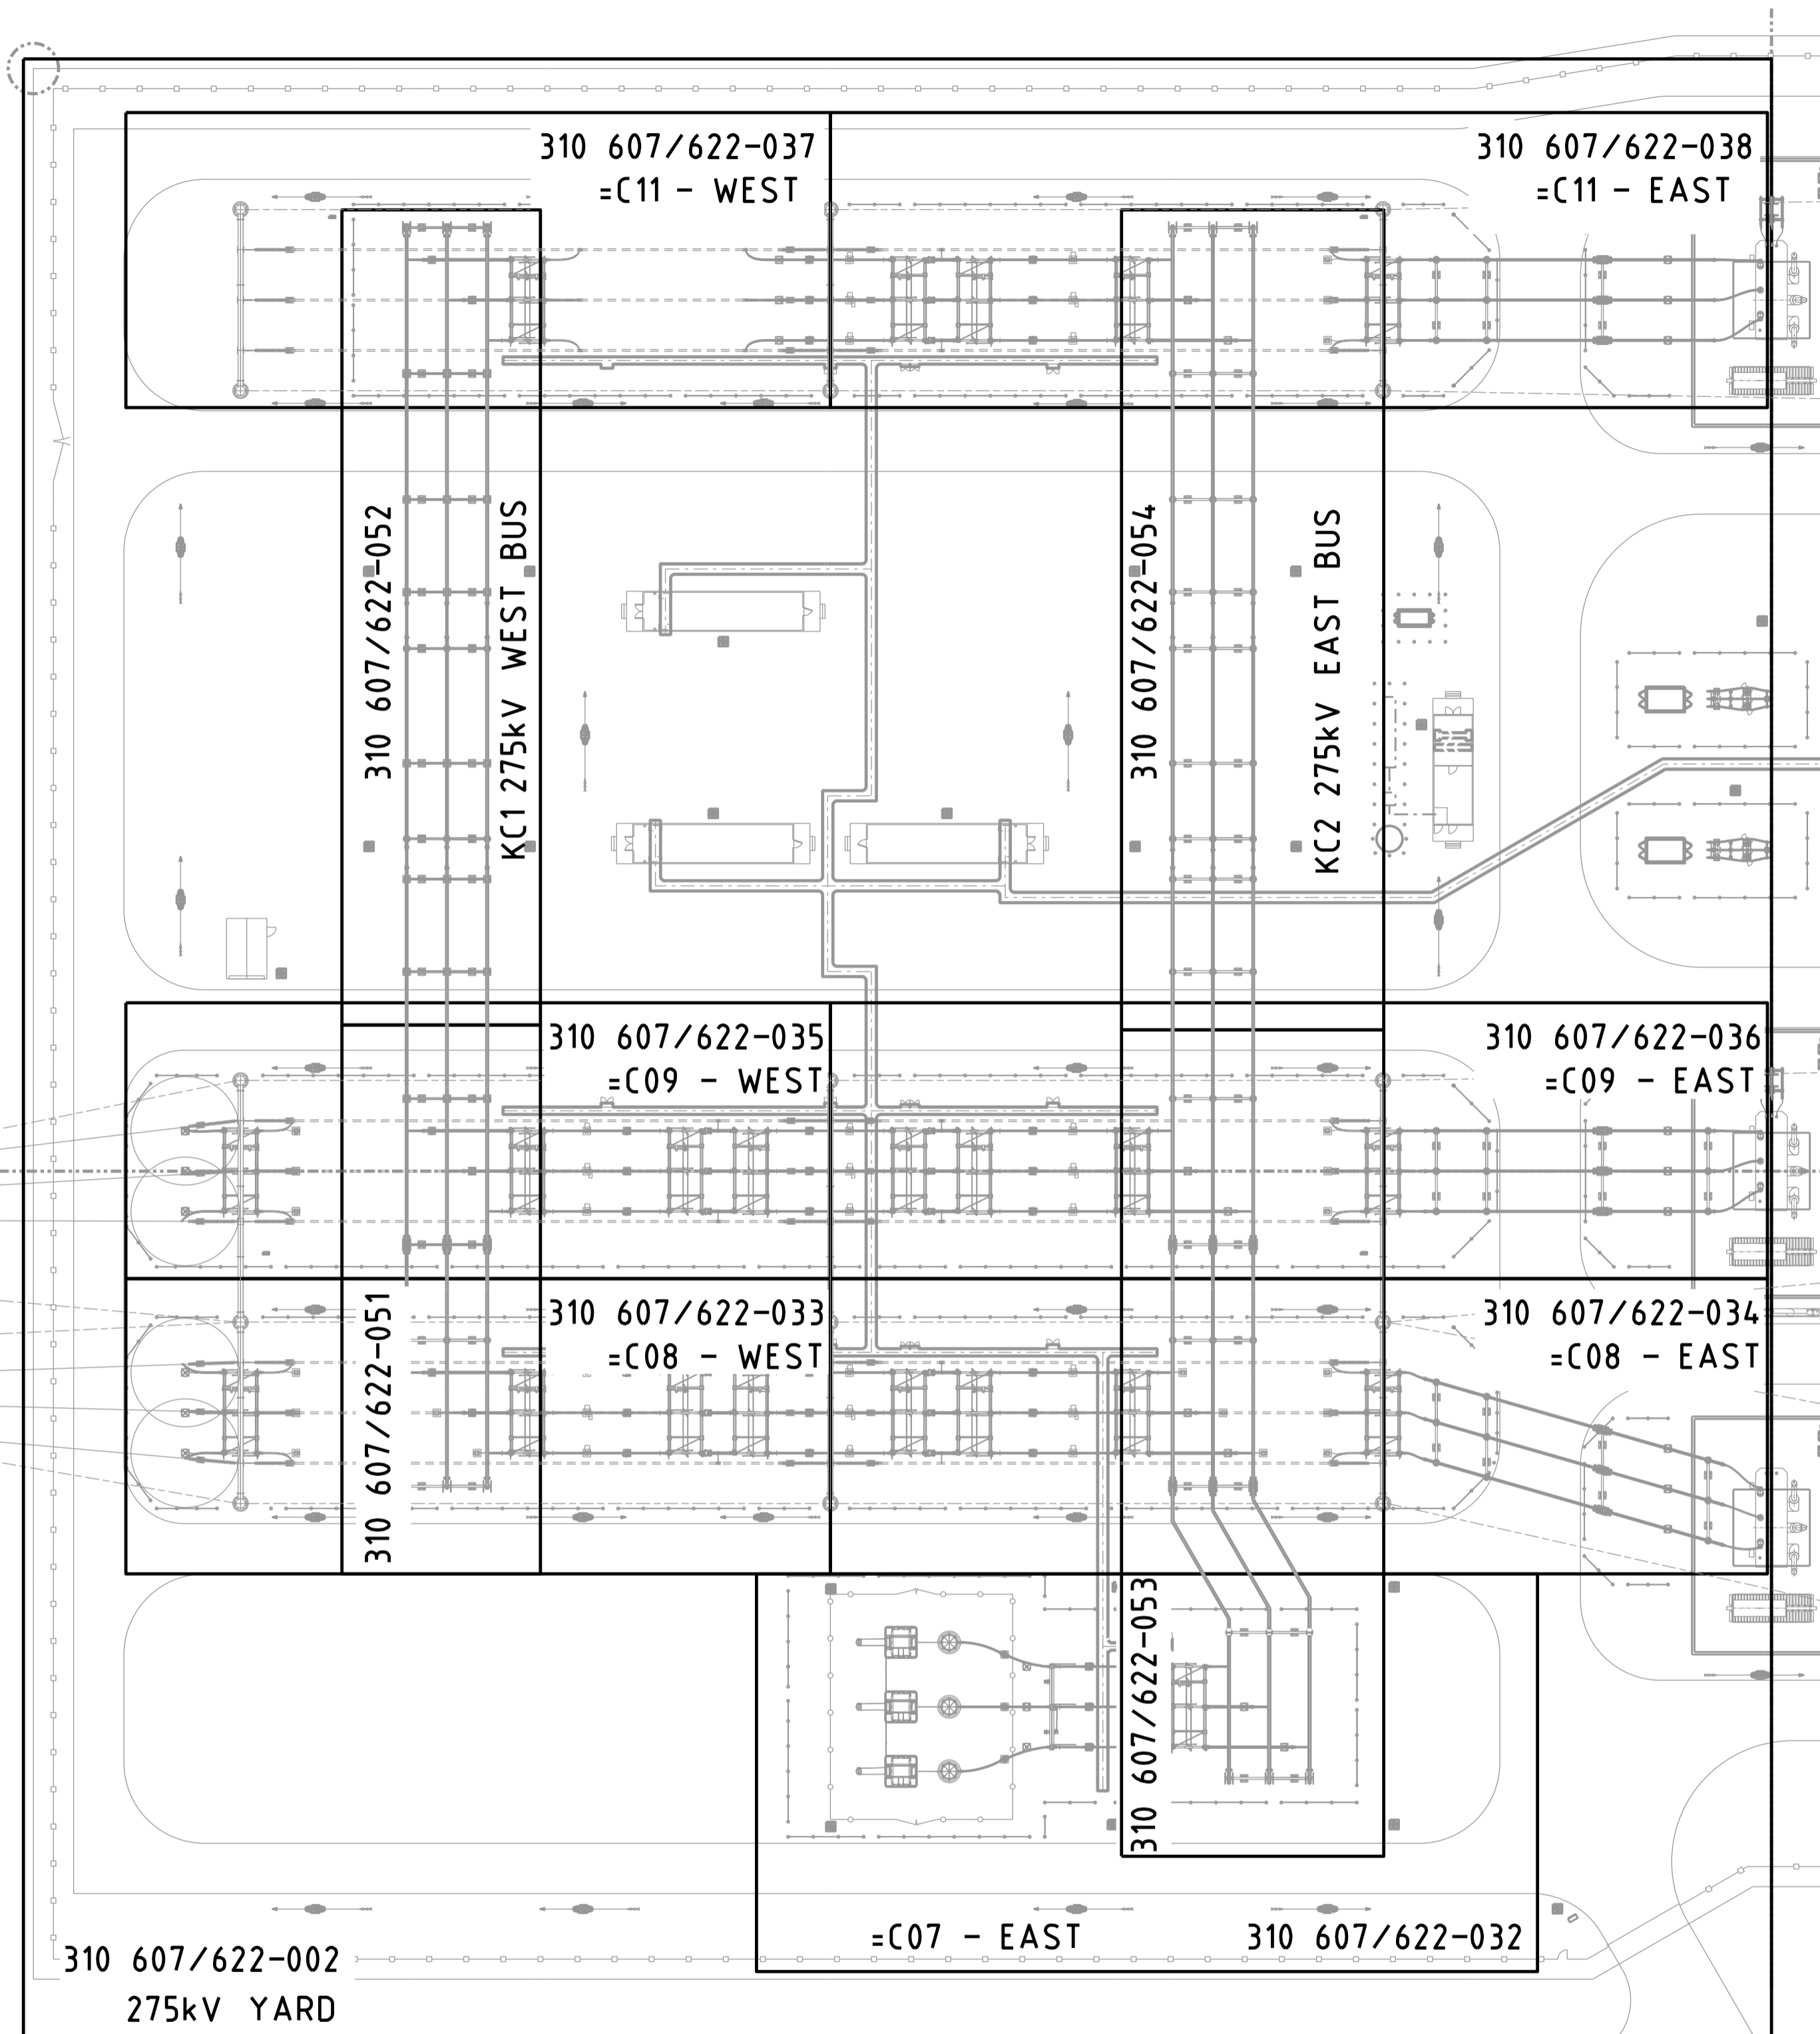 310 607/622-037
=C11 - WEST
310 607/622-038
=C11 - EAST
310 607/622-052
KC1 275kV WEST BUS
310 607/622-054
KC2 275kV EAST BUS
310 607/622-035
=C09 - WEST
310 607/622-036
=C09 - EAST
310 607/622-051
310 607/622-033
=C08 - WEST
310 607/622-034
=C08 - EAST
310 607/622-053
=C07 - EAST
310 607/622-032
310 607/622-002
275kV YARD